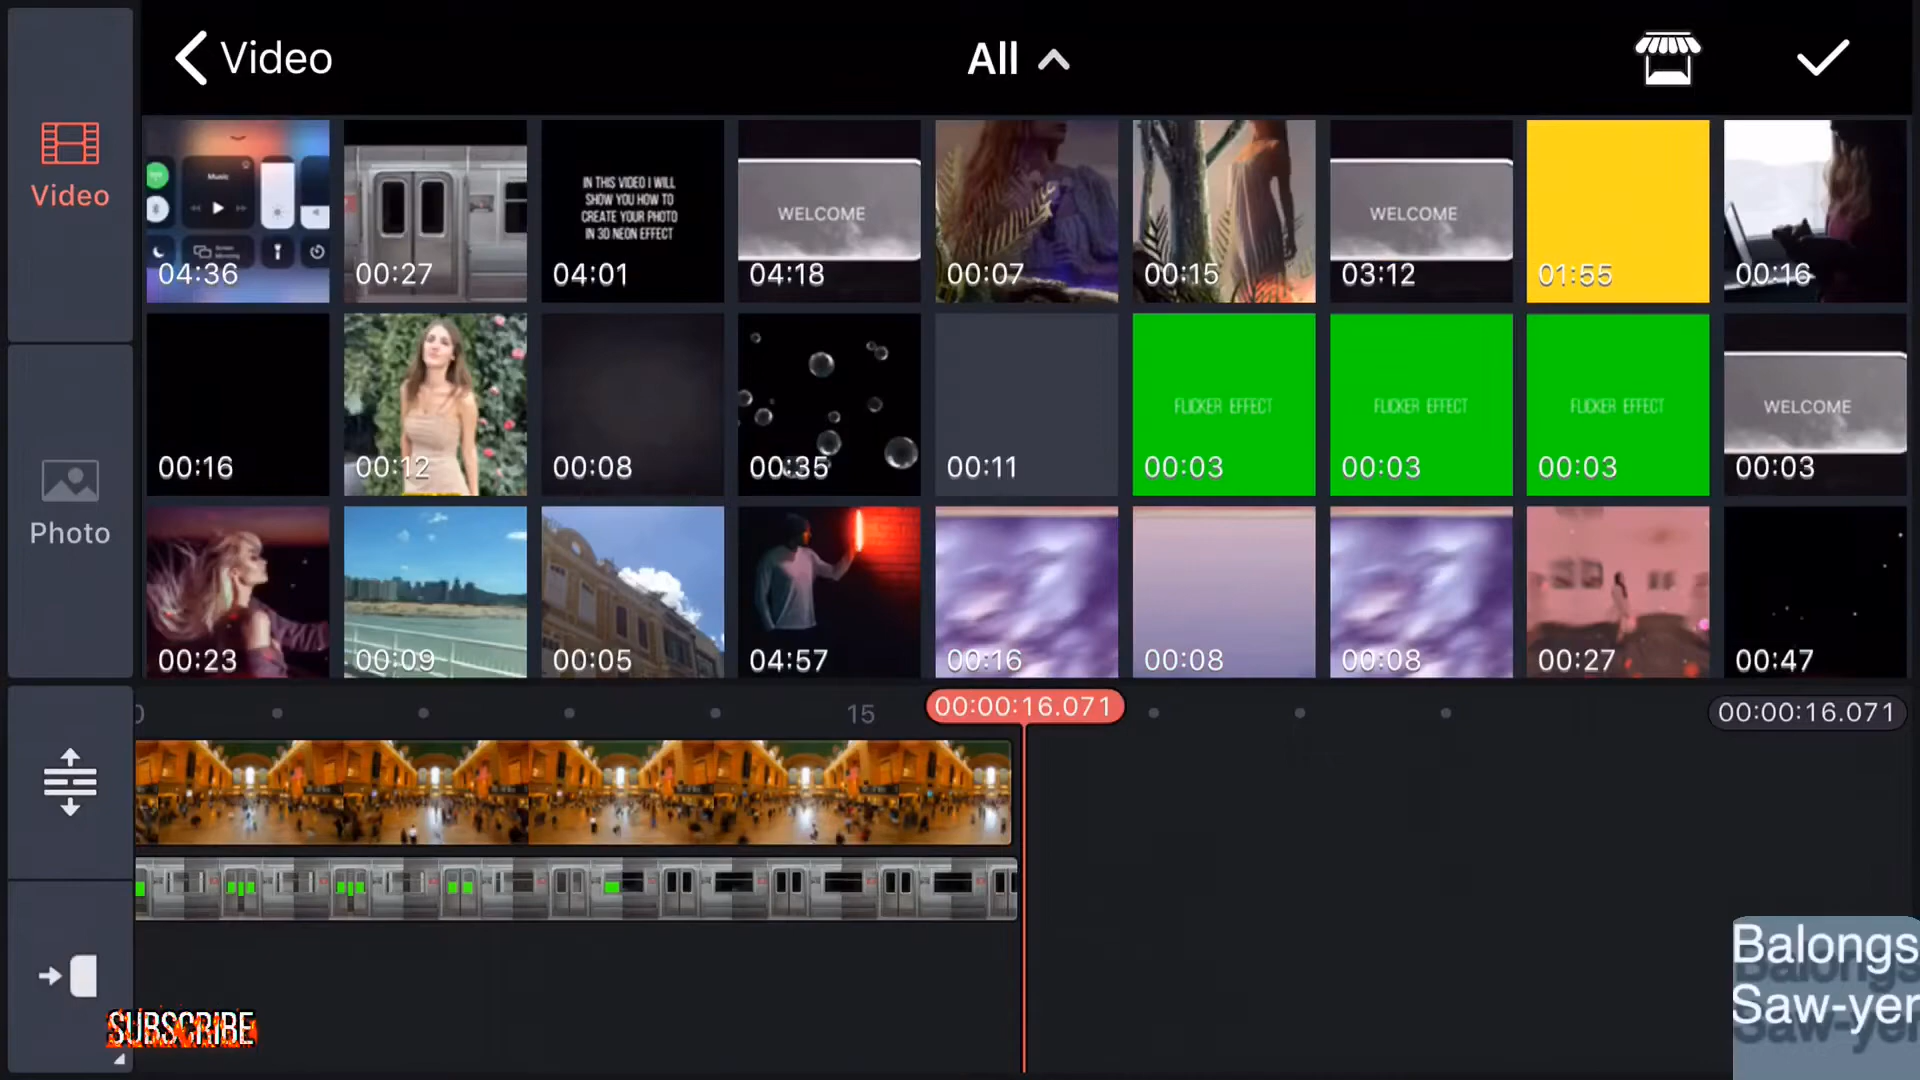 Video
All
Video
Photo
Music
04:36
00:27
IN THIS VIDEO I WILL
SHOW YOU HOW TO
CREATE YOUR PHOTO
IN 3D NEON EFFECT
04:01
WELCOME
04:18
00:07
00:15
WELCOME
03:12
01:55
00:16
00:16
00:12
00:08
00:35
00:11
FLICKER EFFECT
00:03
FLICKER EFFECT
00:03
FLICKER EFFECT
00:03
WELCOME
00:03
00:23
00:09
00:05
04:57
00:16
00:08
00:08
00:27
00:47
15
00:00:16.071
00:00:16.071
SUBSCRIBE
Balongs
Saw-yer